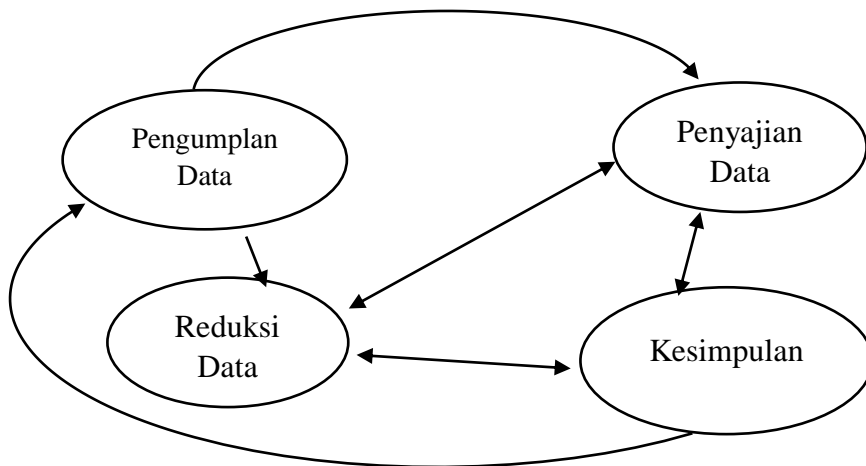 Pengumplan
Data
Penyajian
Data
Reduksi
Data
Kesimpulan